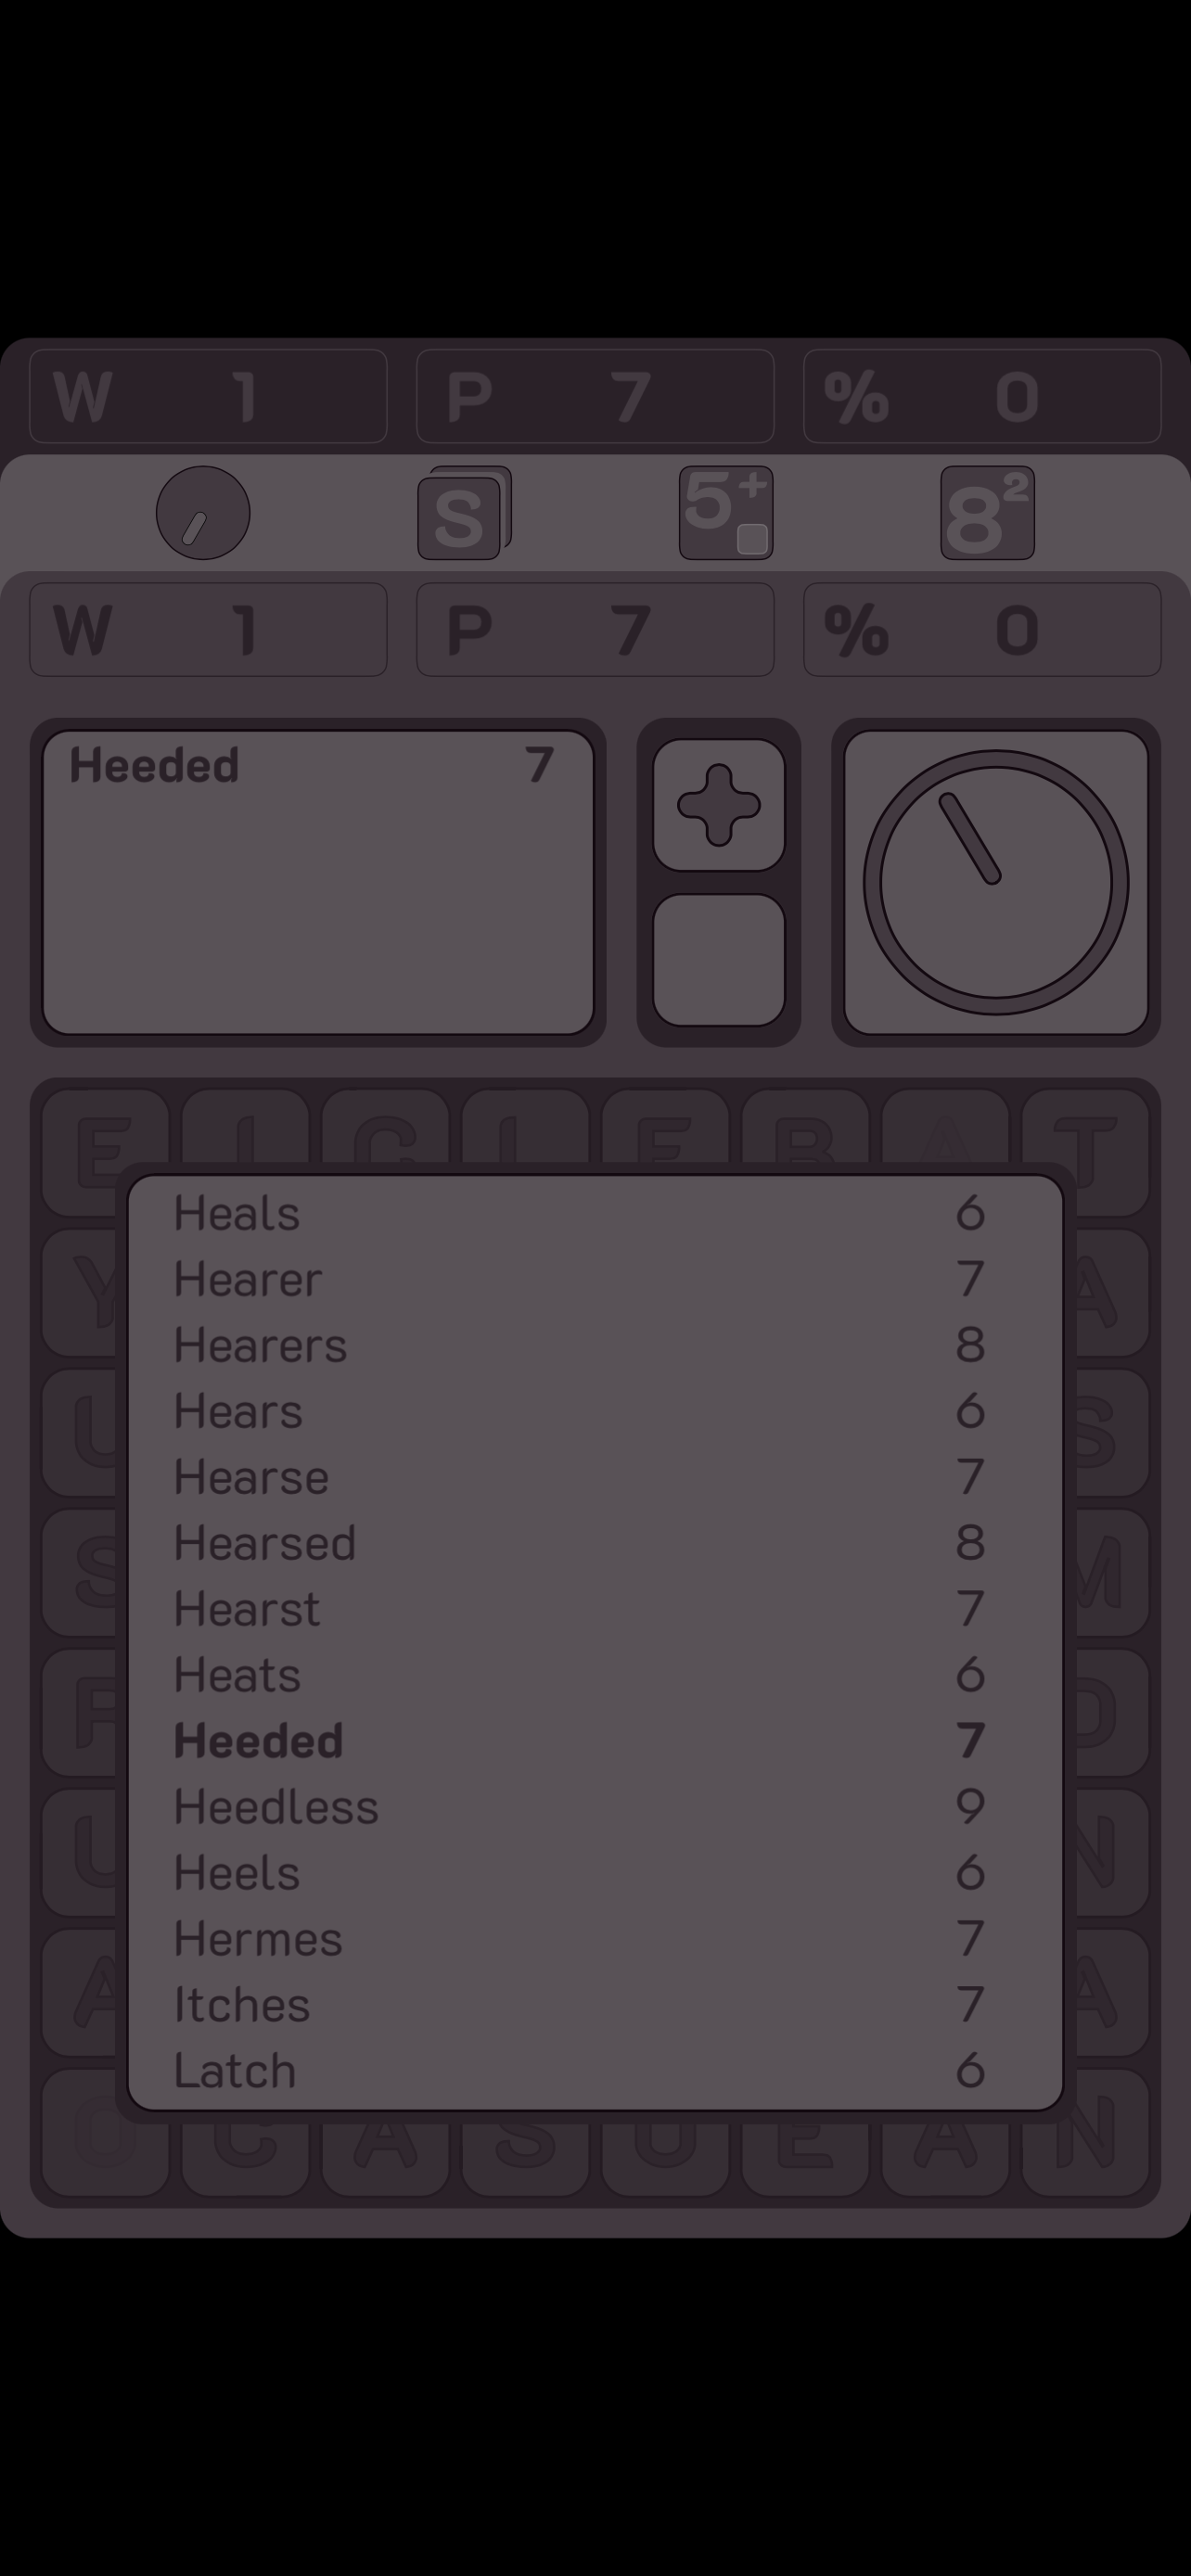 W 1 P 7 % 0
S 5+ 8²
W 1 P 7 % 0
Heeded 7
E I C L E B A T
Y A
U S
S M
Heals 6
Hearer 7
Hearers 8
Hears 6
Hearse 7
Hearsed 8
Hearst 7
Heats 6
Heeded 7
Heedless 9
Heels 6
Hermes 7
Itches 7
Latch 6
U N
A A
C A S U E A N